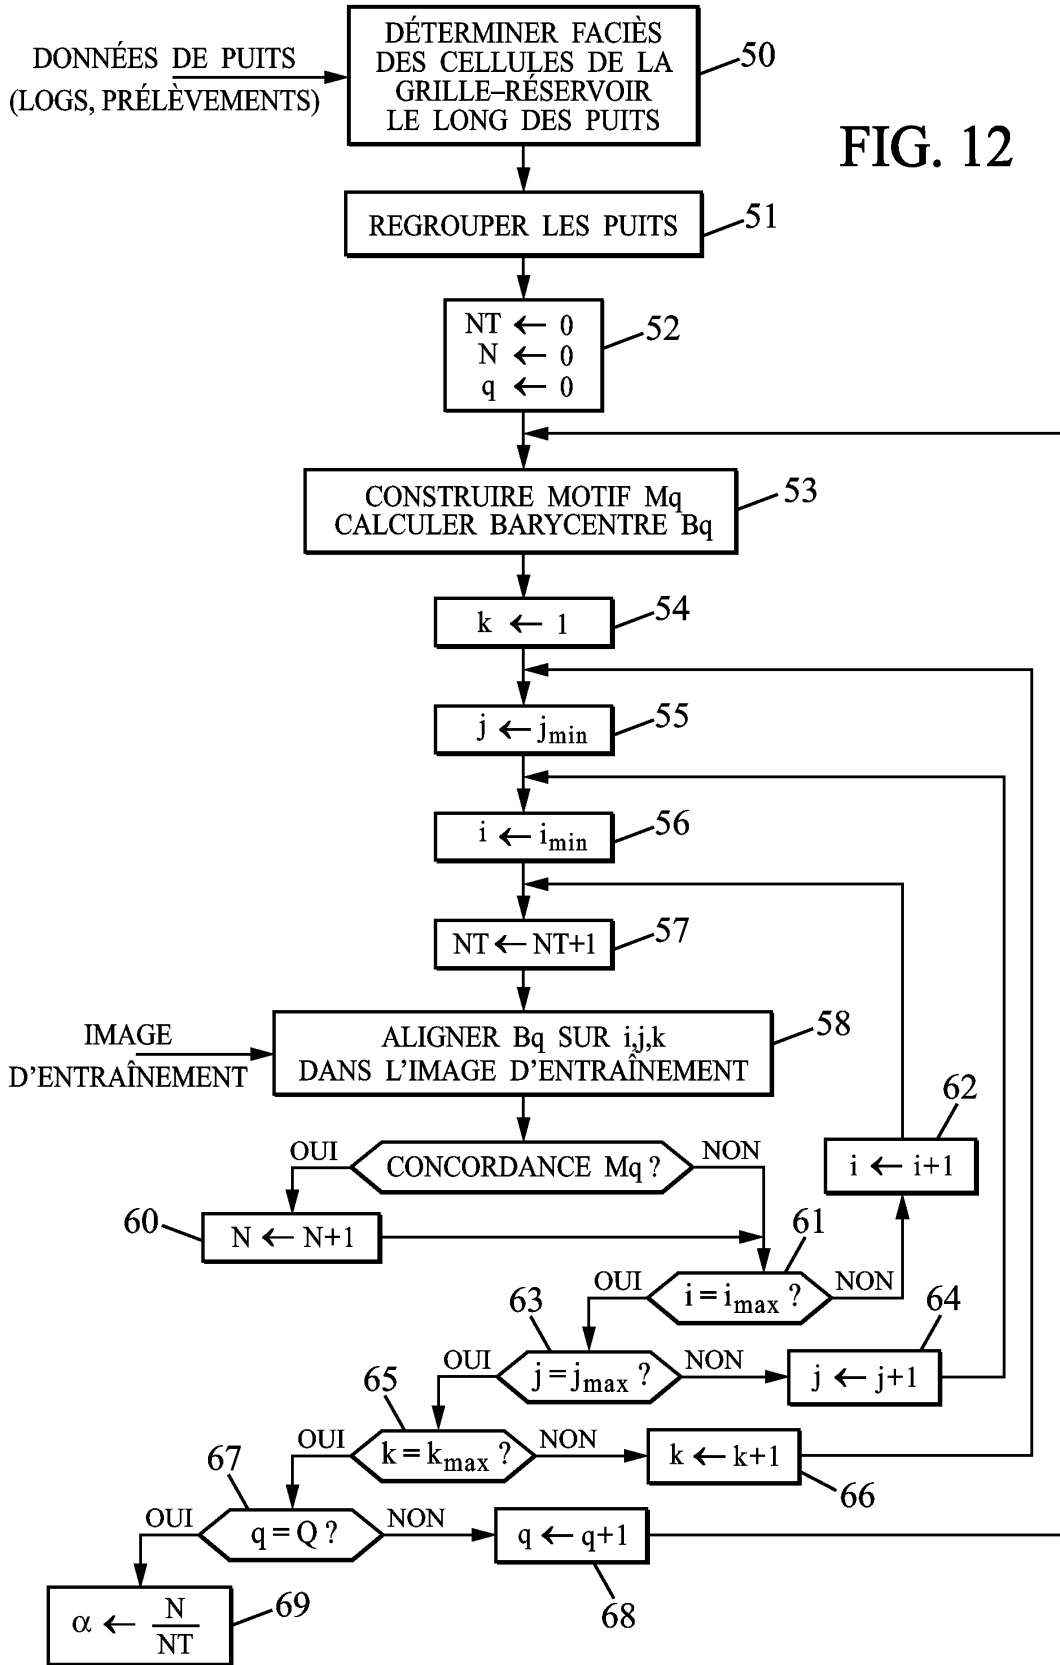 DÉTERMINER FACIÈS
DES CELLULES DE LA
GRILLE–RÉSERVOIR
LE LONG DES PUITS
50
DONNÉES DE PUITS
(LOGS, PRÉLÈVEMENTS)
FIG. 12
REGROUPER LES PUITS
51
NT ← 0
N ← 0
q ← 0
52
CONSTRUIRE MOTIF Mq
CALCULER BARYCENTRE Bq
53
k ← 1
54
j ← jmin
55
i ← imin
56
NT ← NT+1
57
IMAGE
D'ENTRAÎNEMENT
ALIGNER Bq SUR i,j,k
DANS L'IMAGE D'ENTRAÎNEMENT
58
62
OUI
CONCORDANCE Mq ?
NON
i ← i+1
60
N ← N+1
61
OUI
i = imax ?
NON
63
64
OUI
j = jmax ?
NON
j ← j+1
65
OUI
k = kmax ?
NON
k ← k+1
66
67
OUI
q = Q ?
NON
q ← q+1
68
α ← N
NT
69